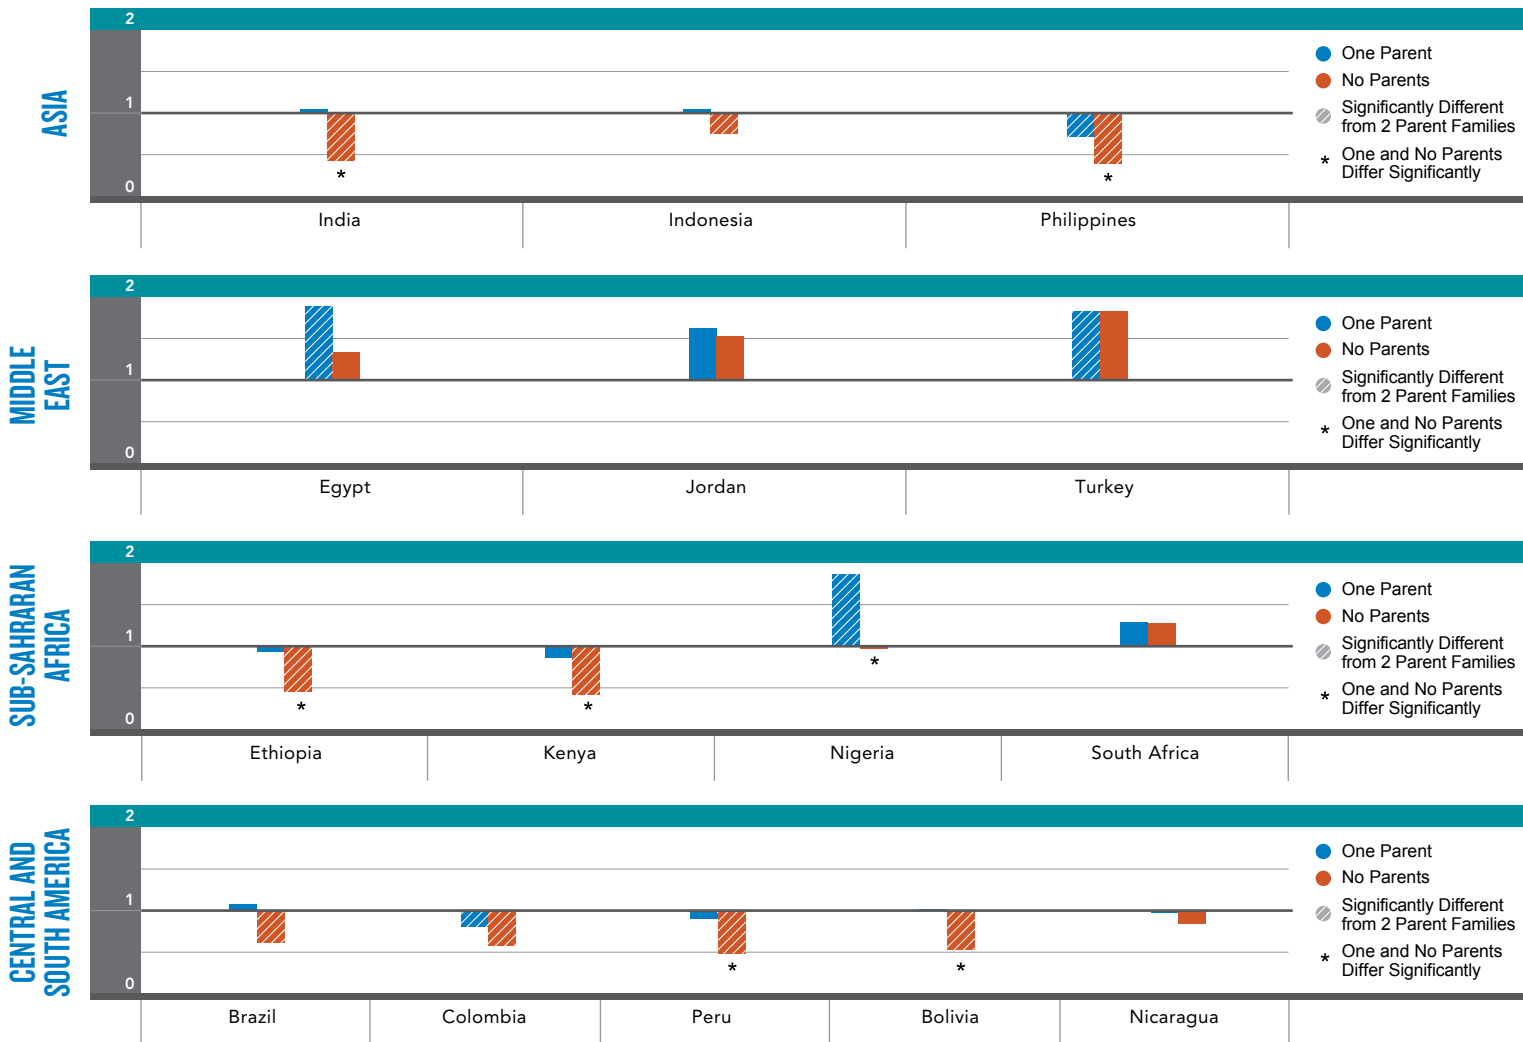 ASIA
2
1
0
One Parent
No Parents
Significantly Different
from 2 Parent Families
* One and No Parents
Differ Significantly
*
*
India
Indonesia
Philippines
MIDDLE
EAST
2
1
0
One Parent
No Parents
Significantly Different
from 2 Parent Families
* One and No Parents
Differ Significantly
Egypt
Jordan
Turkey
SUB-SAHRARAN
AFRICA
2
1
0
One Parent
No Parents
Significantly Different
from 2 Parent Families
* One and No Parents
Differ Significantly
*
*
*
Ethiopia
Kenya
Nigeria
South Africa
CENTRAL AND
SOUTH AMERICA
2
1
0
One Parent
No Parents
Significantly Different
from 2 Parent Families
* One and No Parents
Differ Significantly
*
*
Brazil
Colombia
Peru
Bolivia
Nicaragua